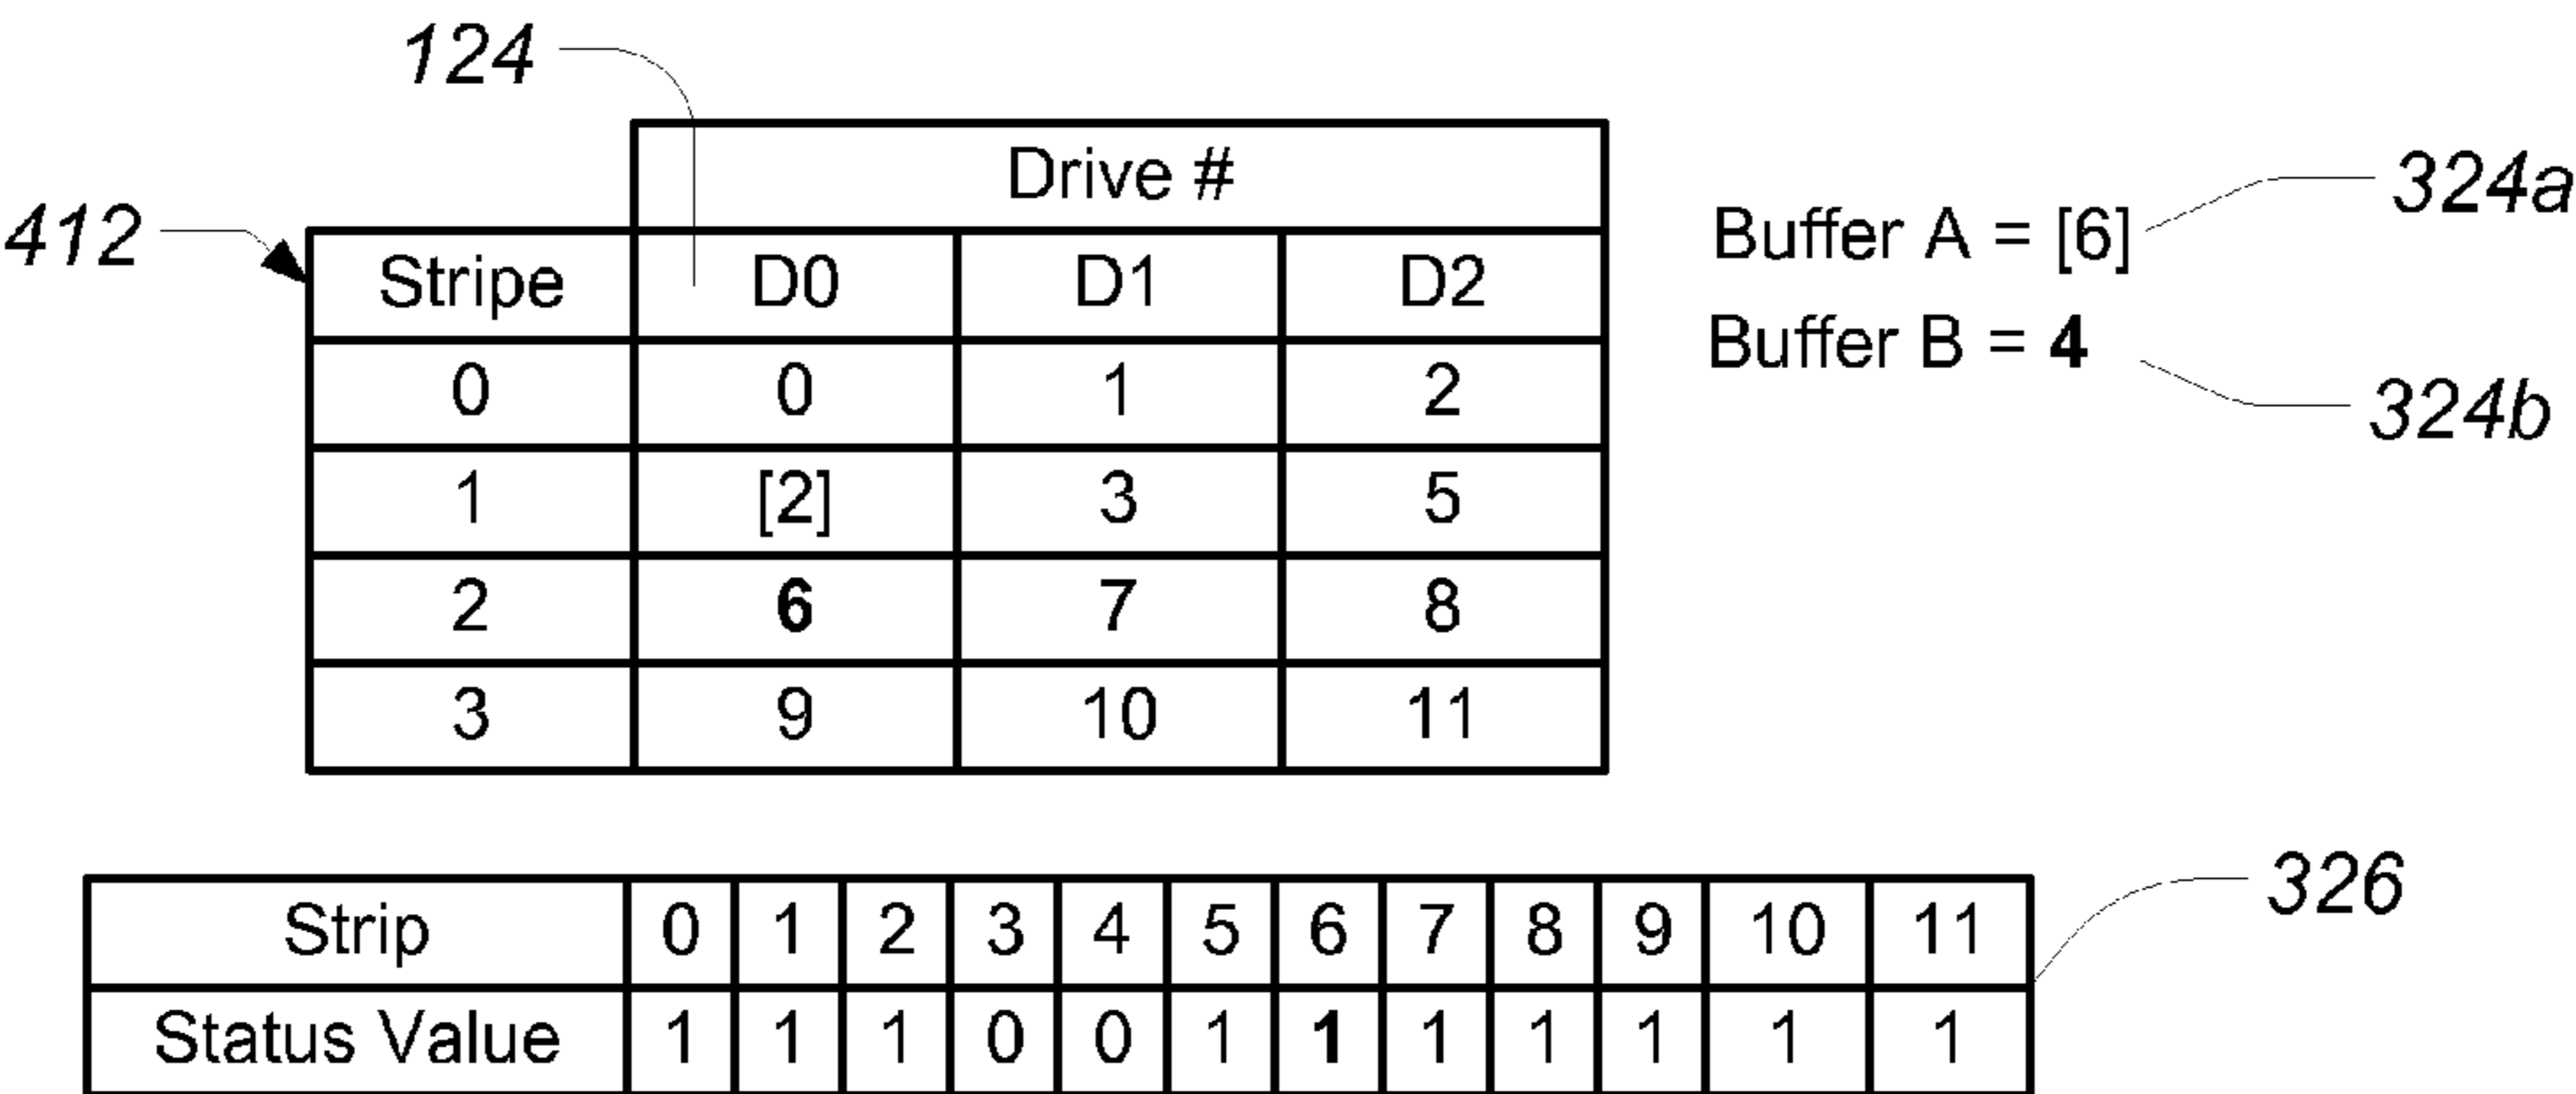 124
Drive #
324a
412
Buffer A = [6]
Stripe D0 D1 D2
Buffer B = 4
0 0 1 2
324b
1 [2] 3 5
2 6 7 8
3 9 10 11
326
Strip 0 1 2 3 4 5 6 7 8 9 10 11
Status Value 1 1 1 0 0 1 1 1 1 1 1 1